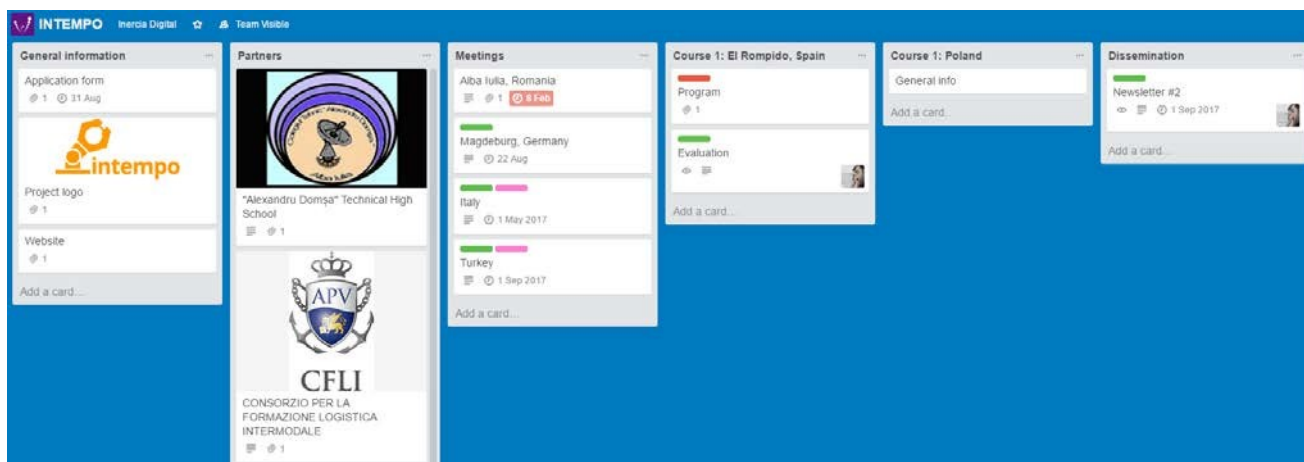 INTEMPO Inercia Digital Team Visible
General information
Application form
1 31 Aug
intempo
Project logo
1
Website
1
Add a card...
Partners
"Alexandru Domșa" Technical High
School
1
APV
CFLI
CONSORZIO PER LA
FORMAZIONE LOGISTICA
INTERMODALE
1
Meetings
Alba Iulia, Romania
1 8 Feb
Magdeburg, Germany
22 Aug
Italy
1 May 2017
Turkey
1 Sep 2017
Add a card...
Course 1: El Rompido, Spain
Program
1
Evaluation
Add a card...
Course 1: Poland
General info
Add a card...
Dissemination
Newsletter #2
1 Sep 2017
Add a card...